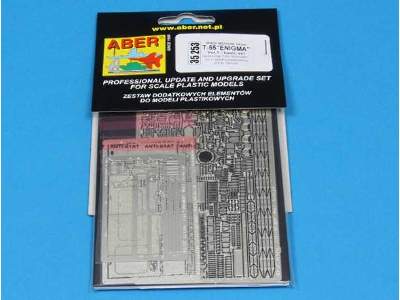 www.aber.net.pl
ABER
35 253
T-55 "ENIGMA"
PROFESSIONAL UPDATE AND UPGRADE SET
FOR SCALE PLASTIC MODELS
ZESTAW DODATKOWYCH ELEMENTÓW
DO MODELI PLASTIKOWYCH